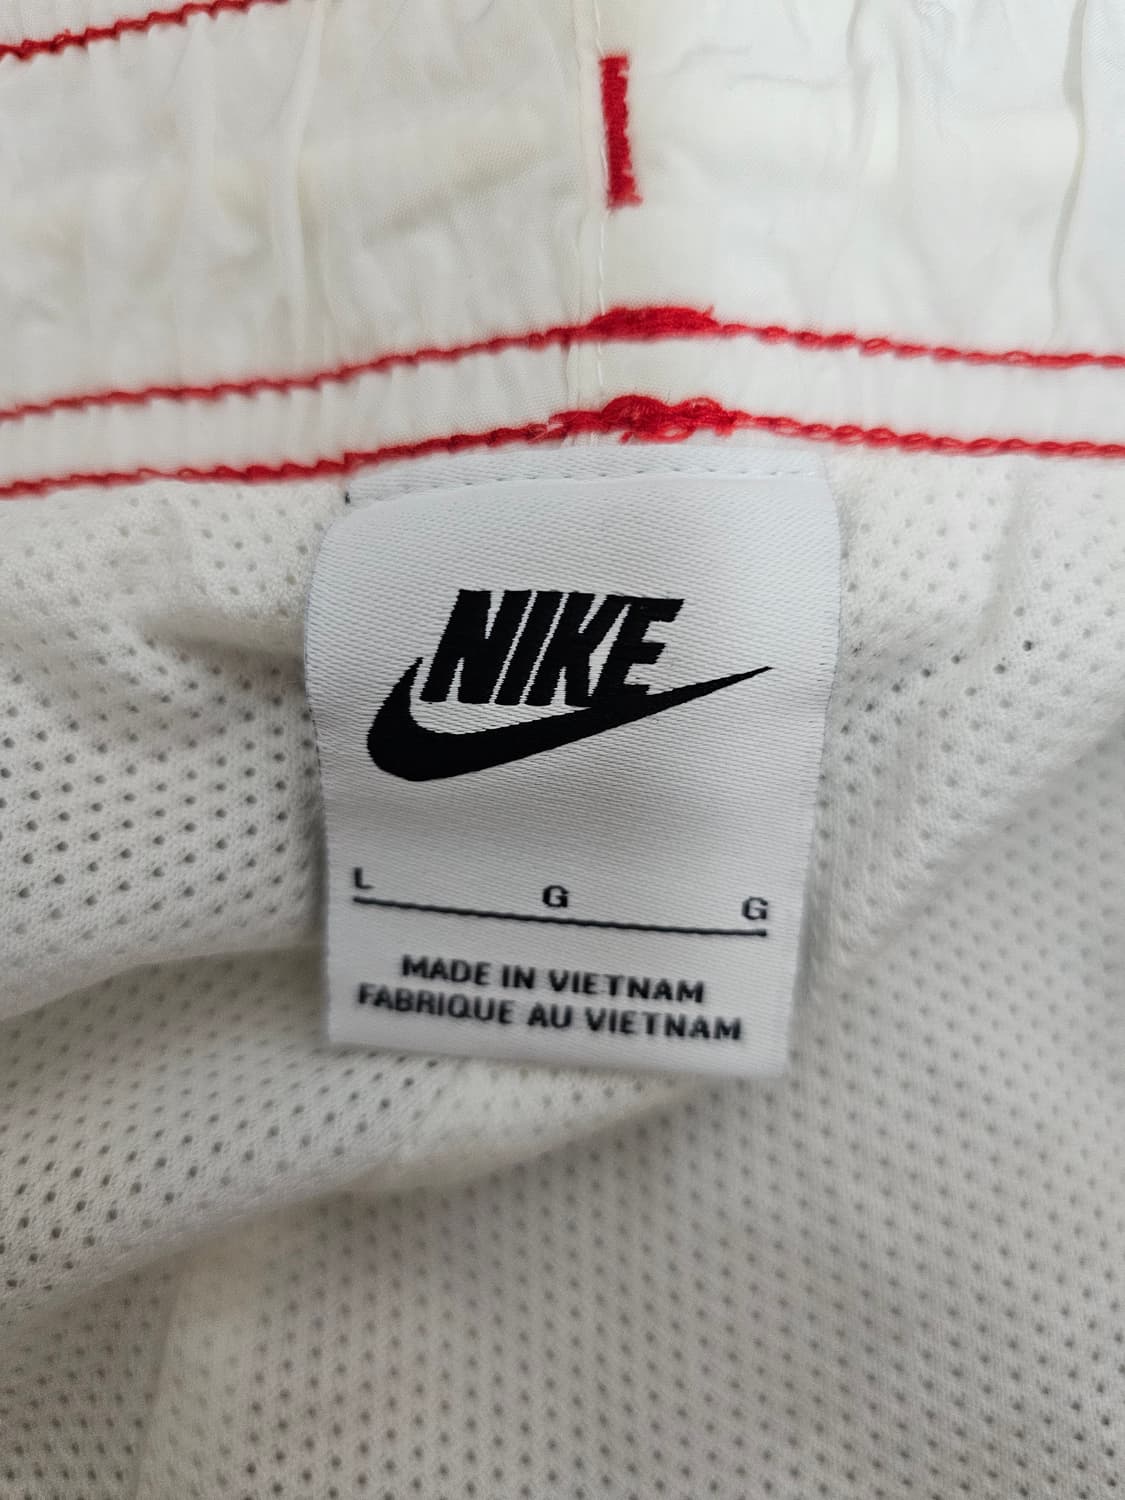 NIKE
L G G
MADE IN VIETNAM
FABRIQUE AU VIETNAM